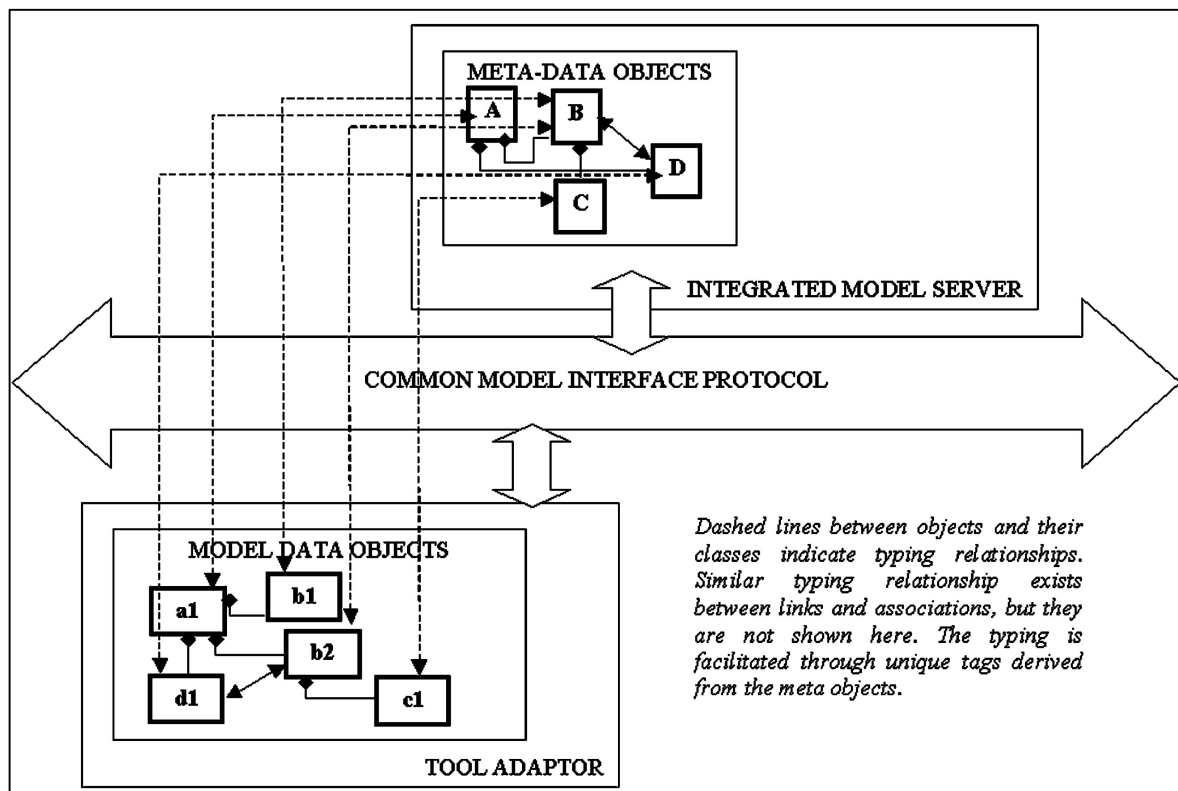 META-DATA OBJECTS
A
B
D
C
INTEGRATED MODEL SERVER
COMMON MODEL INTERFACE PROTOCOL
MODEL DATA OBJECTS
a1
b1
b2
d1
c1
TOOL ADAPTOR
Dashed lines between objects and their
classes indicate typing relationships.
Similar typing relationship exists
between links and associations, but they
are not shown here. The typing is
facilitated through unique tags derived
from the meta objects.